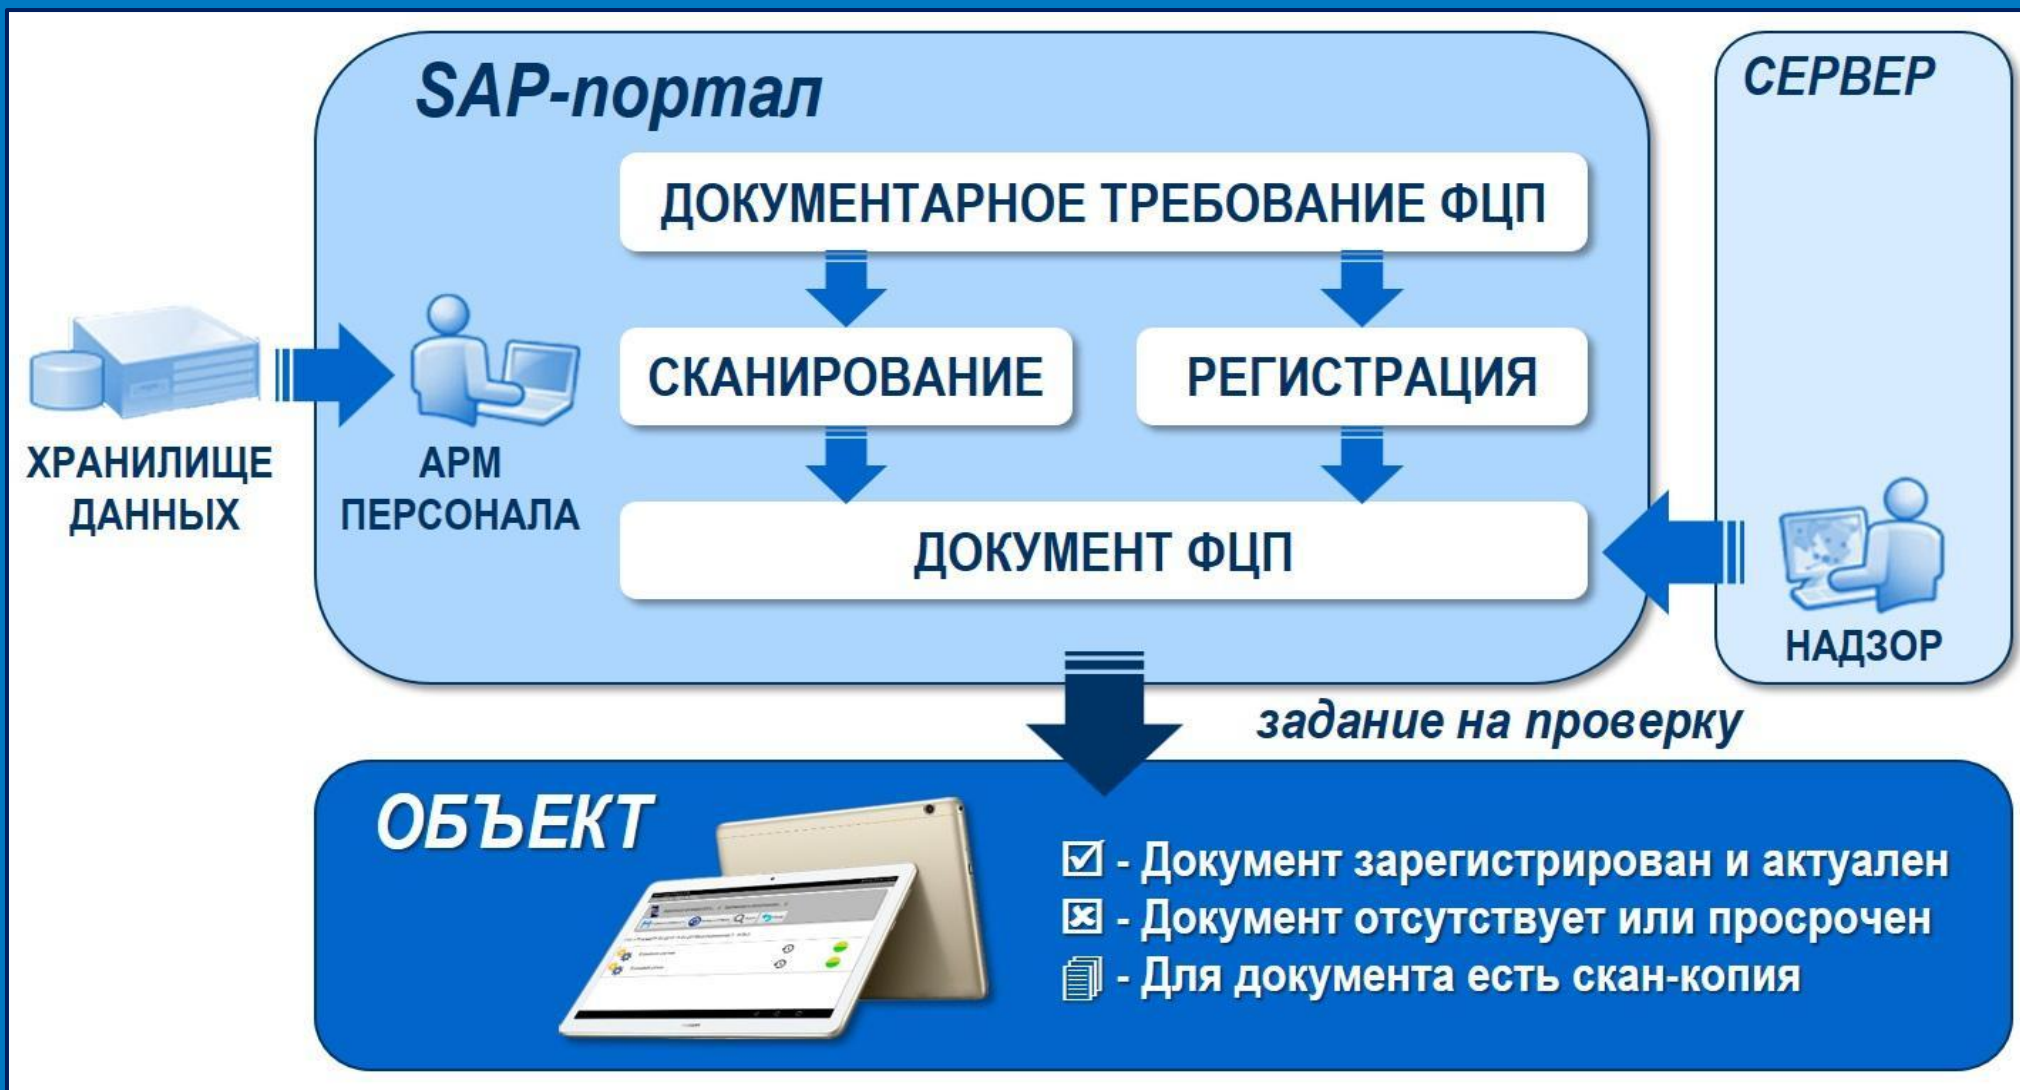 SAP-портал
СЕРВЕР
ДОКУМЕНТАРНОЕ ТРЕБОВАНИЕ ФЦП
СКАНИРОВАНИЕ
РЕГИСТРАЦИЯ
ХРАНИЛИЩЕ
ДАННЫХ
АРМ
ПЕРСОНАЛА
ДОКУМЕНТ ФЦП
НАДЗОР
задание на проверку
ОБЪЕКТ
- Документ зарегистрирован и актуален
- Документ отсутствует или просрочен
- Для документа есть скан-копия